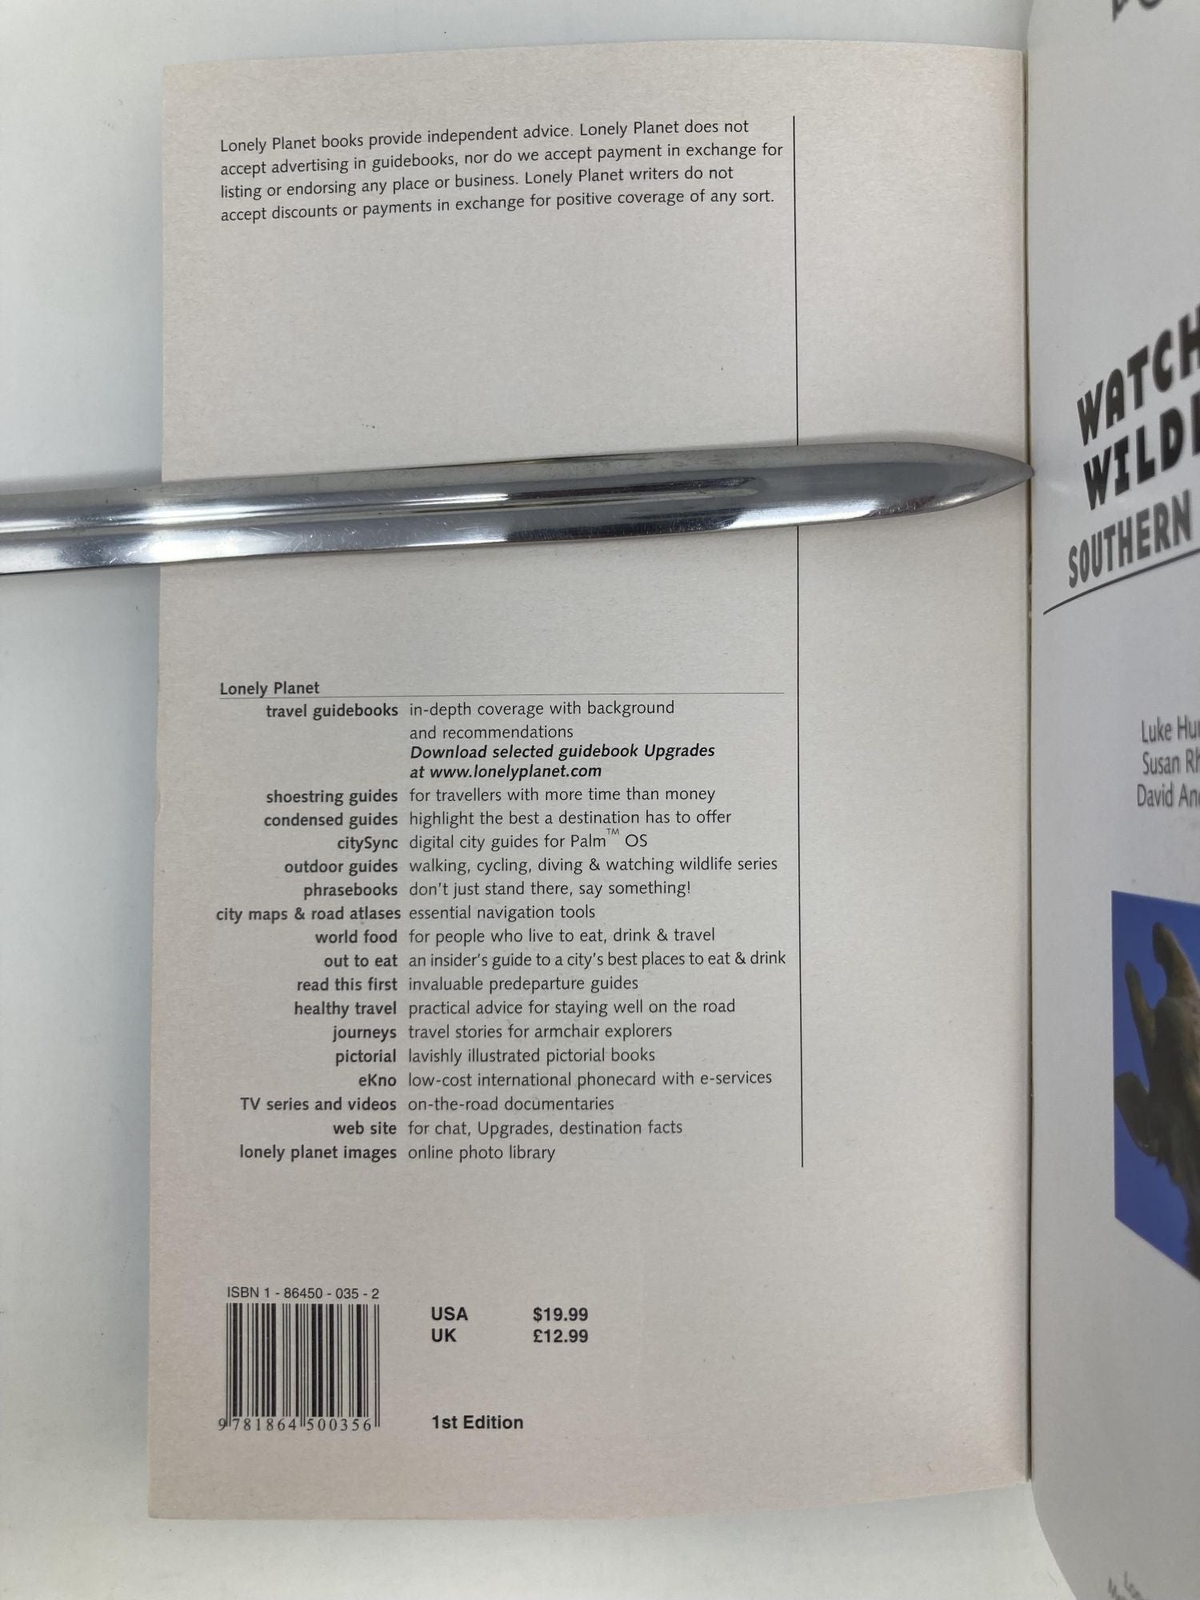 Lonely Planet books provide independent advice. Lonely Planet does not
accept advertising in guidebooks, nor do we accept payment in exchange for
listing or endorsing any place or business. Lonely Planet writers do not
accept discounts or payments in exchange for positive coverage of any sort.
Lonely Planet
travel guidebooks in-depth coverage with background
and recommendations
Download selected guidebook Upgrades
at www.lonelyplanet.com
shoestring guides for travellers with more time than money
condensed guides highlight the best a destination has to offer
citySync digital city guides for Palm™ OS
outdoor guides walking, cycling, diving & watching wildlife series
phrasebooks don't just stand there, say something!
city maps & road atlases essential navigation tools
world food for people who live to eat, drink & travel
out to eat an insider's guide to a city's best places to eat & drink
read this first invaluable predeparture guides
healthy travel practical advice for staying well on the road
journeys travel stories for armchair explorers
pictorial lavishly illustrated pictorial books
eKno low-cost international phonecard with e-services
TV series and videos on-the-road documentaries
web site for chat, Upgrades, destination facts
lonely planet images online photo library
ISBN 1 - 86450 - 035 - 2
9 781864 500356
USA $19.99
UK £12.99
1st Edition
WATCH
WILD
SOUTHERN
Luke
Susan
David